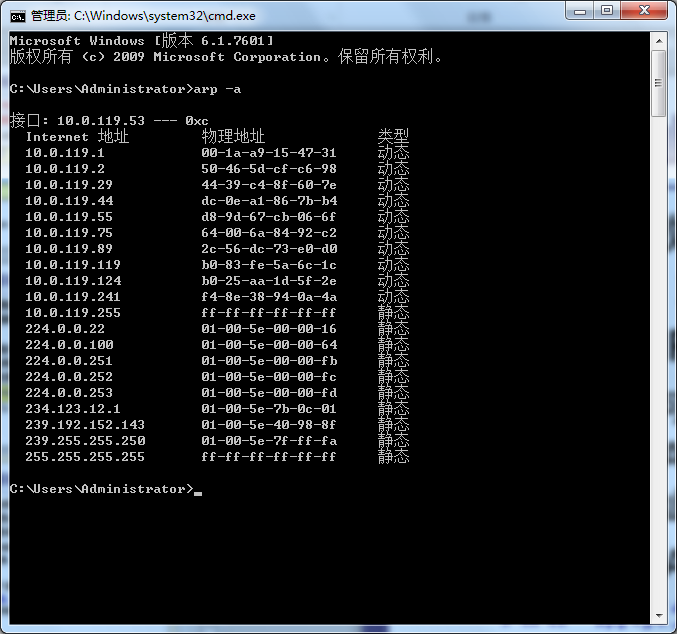 管理员: C:\Windows\system32\cmd.exe
Microsoft Windows [版本 6.1.7601]
版权所有 (c) 2009 Microsoft Corporation。保留所有权利。
C:\Users\Administrator>arp -a
接口: 10.0.119.53 --- 0xc
Internet 地址 物理地址 类型
10.0.119.1 00-1a-a9-15-47-31 动态
10.0.119.2 50-46-5d-cf-c6-98 动态
10.0.119.29 44-39-c4-8f-60-7e 动态
10.0.119.44 dc-0e-a1-86-7b-b4 动态
10.0.119.55 d8-9d-67-cb-06-6f 动态
10.0.119.75 64-00-6a-84-92-c2 动态
10.0.119.89 2c-56-dc-73-e0-d0 动态
10.0.119.119 b0-83-fe-5a-6c-1c 动态
10.0.119.124 b0-25-aa-1d-5f-2e 动态
10.0.119.241 f4-8e-38-94-0a-4a 动态
10.0.119.255 ff-ff-ff-ff-ff-ff 静态
224.0.0.22 01-00-5e-00-00-16 静态
224.0.0.100 01-00-5e-00-00-64 静态
224.0.0.251 01-00-5e-00-00-fb 静态
224.0.0.252 01-00-5e-00-00-fc 静态
224.0.0.253 01-00-5e-00-00-fd 静态
234.123.12.1 01-00-5e-7b-0c-01 静态
239.192.152.143 01-00-5e-40-98-8f 静态
239.255.255.250 01-00-5e-7f-ff-fa 静态
255.255.255.255 ff-ff-ff-ff-ff-ff 静态
C:\Users\Administrator>